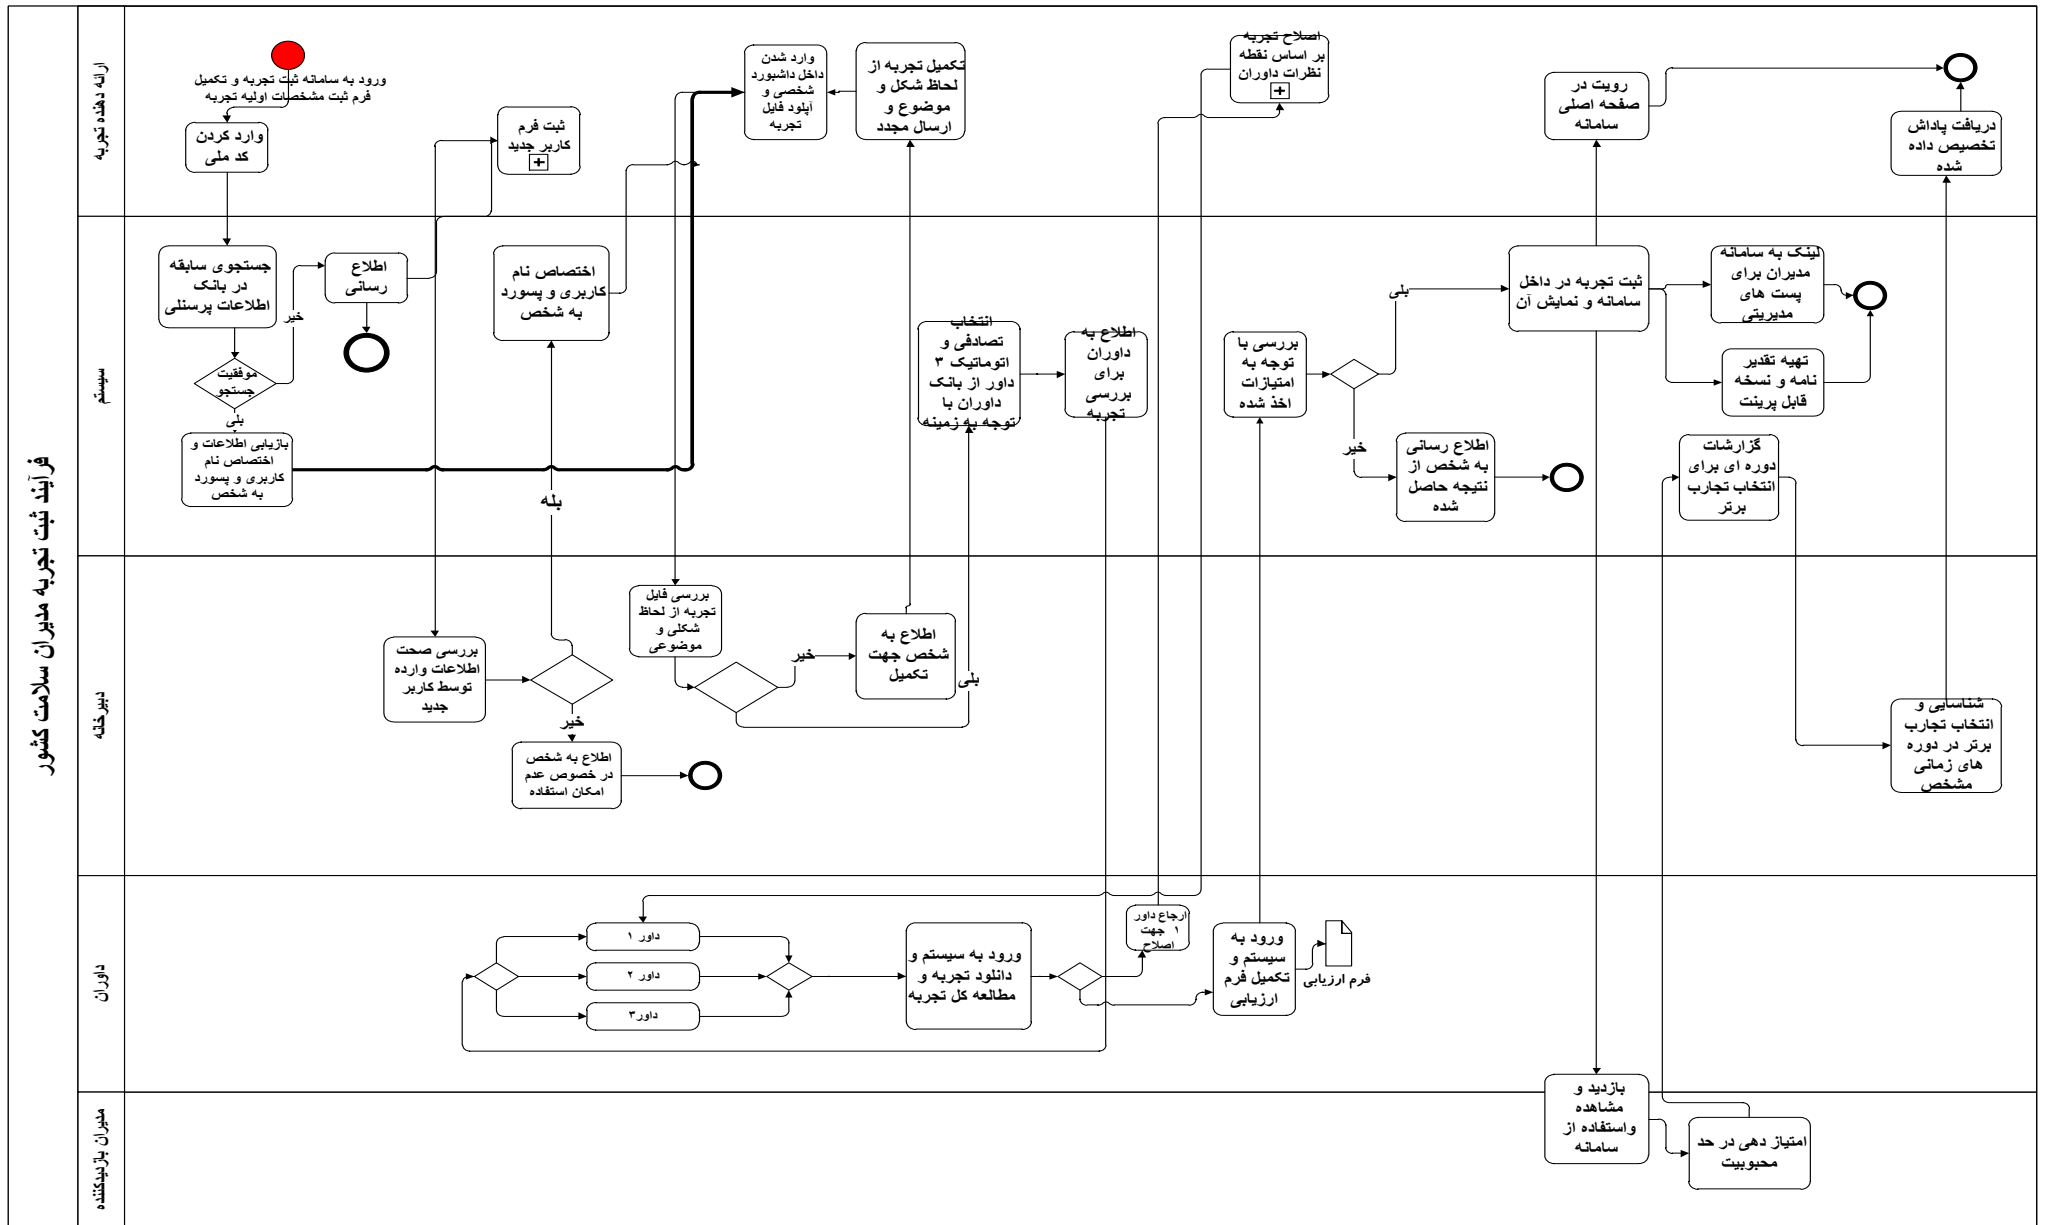 فرآیند ثبت تجربه مدیران سلامت کشور
ارائه دهنده تجربه
ورود به سامانه ثبت تجربه و تکمیل
فرم ثبت مشخصات اولیه تجربه
وارد کردن
کد ملی
ثبت فرم
کاربر جدید
وارد شدن
داخل داشبورد
شخصی و
آپلود فایل
تجربه
تکمیل تجربه از
لحاظ شکل و
موضوع و
ارسال مجدد
اصلاح تجربه
بر اساس نقطه
نظرات داوران
رویت در
صفحه اصلی
سامانه
دریافت پاداش
تخصیص داده
شده
سیستم
جستجوی سابقه
در بانک
اطلاعات پرسنلی
خیر
اطلاع
رسانی
موفقیت
جستجو
بلی
بازیابی اطلاعات و
اختصاص نام
کاربری و پسورد
به شخص
اختصاص نام
کاربری و پسورد
به شخص
بله
انتخاب
تصادفی و
اتوماتیک ۳
داور از بانک
داوران با
توجه به زمینه
اطلاع به
داوران
برای
بررسی
تجربه
بررسی با
توجه به
امتیازات
اخذ شده
بلی
خیر
اطلاع رسانی
به شخص از
نتیجه حاصل
شده
ثبت تجربه در داخل
سامانه و نمایش آن
لینک به سامانه
مدیران برای
پست های
مدیریتی
تهیه تقدیر
نامه و نسخه
قابل پرینت
گزارشات
دوره ای برای
انتخاب تجارب
برتر
دبیرخانه
بررسی صحت
اطلاعات وارده
توسط کاربر
جدید
خیر
اطلاع به شخص
در خصوص عدم
امکان استفاده
بررسی فایل
تجربه از لحاظ
شکلی و
موضوعی
خیر
اطلاع به
شخص جهت
تکمیل
بلی
شناسایی و
انتخاب تجارب
برتر در دوره
های زمانی
مشخص
داوران
داور ۱
داور ۲
داور۳
ورود به سیستم و
دانلود تجربه و
مطالعه کل تجربه
ارجاع داور
۱ جهت
اصلاح
ورود به
سیستم و
تکمیل فرم
ارزیابی
فرم ارزیابی
مدیران بازدیدکننده
بازدید و
مشاهده
واستفاده از
سامانه
امتیاز دهی در حد
محبوبیت